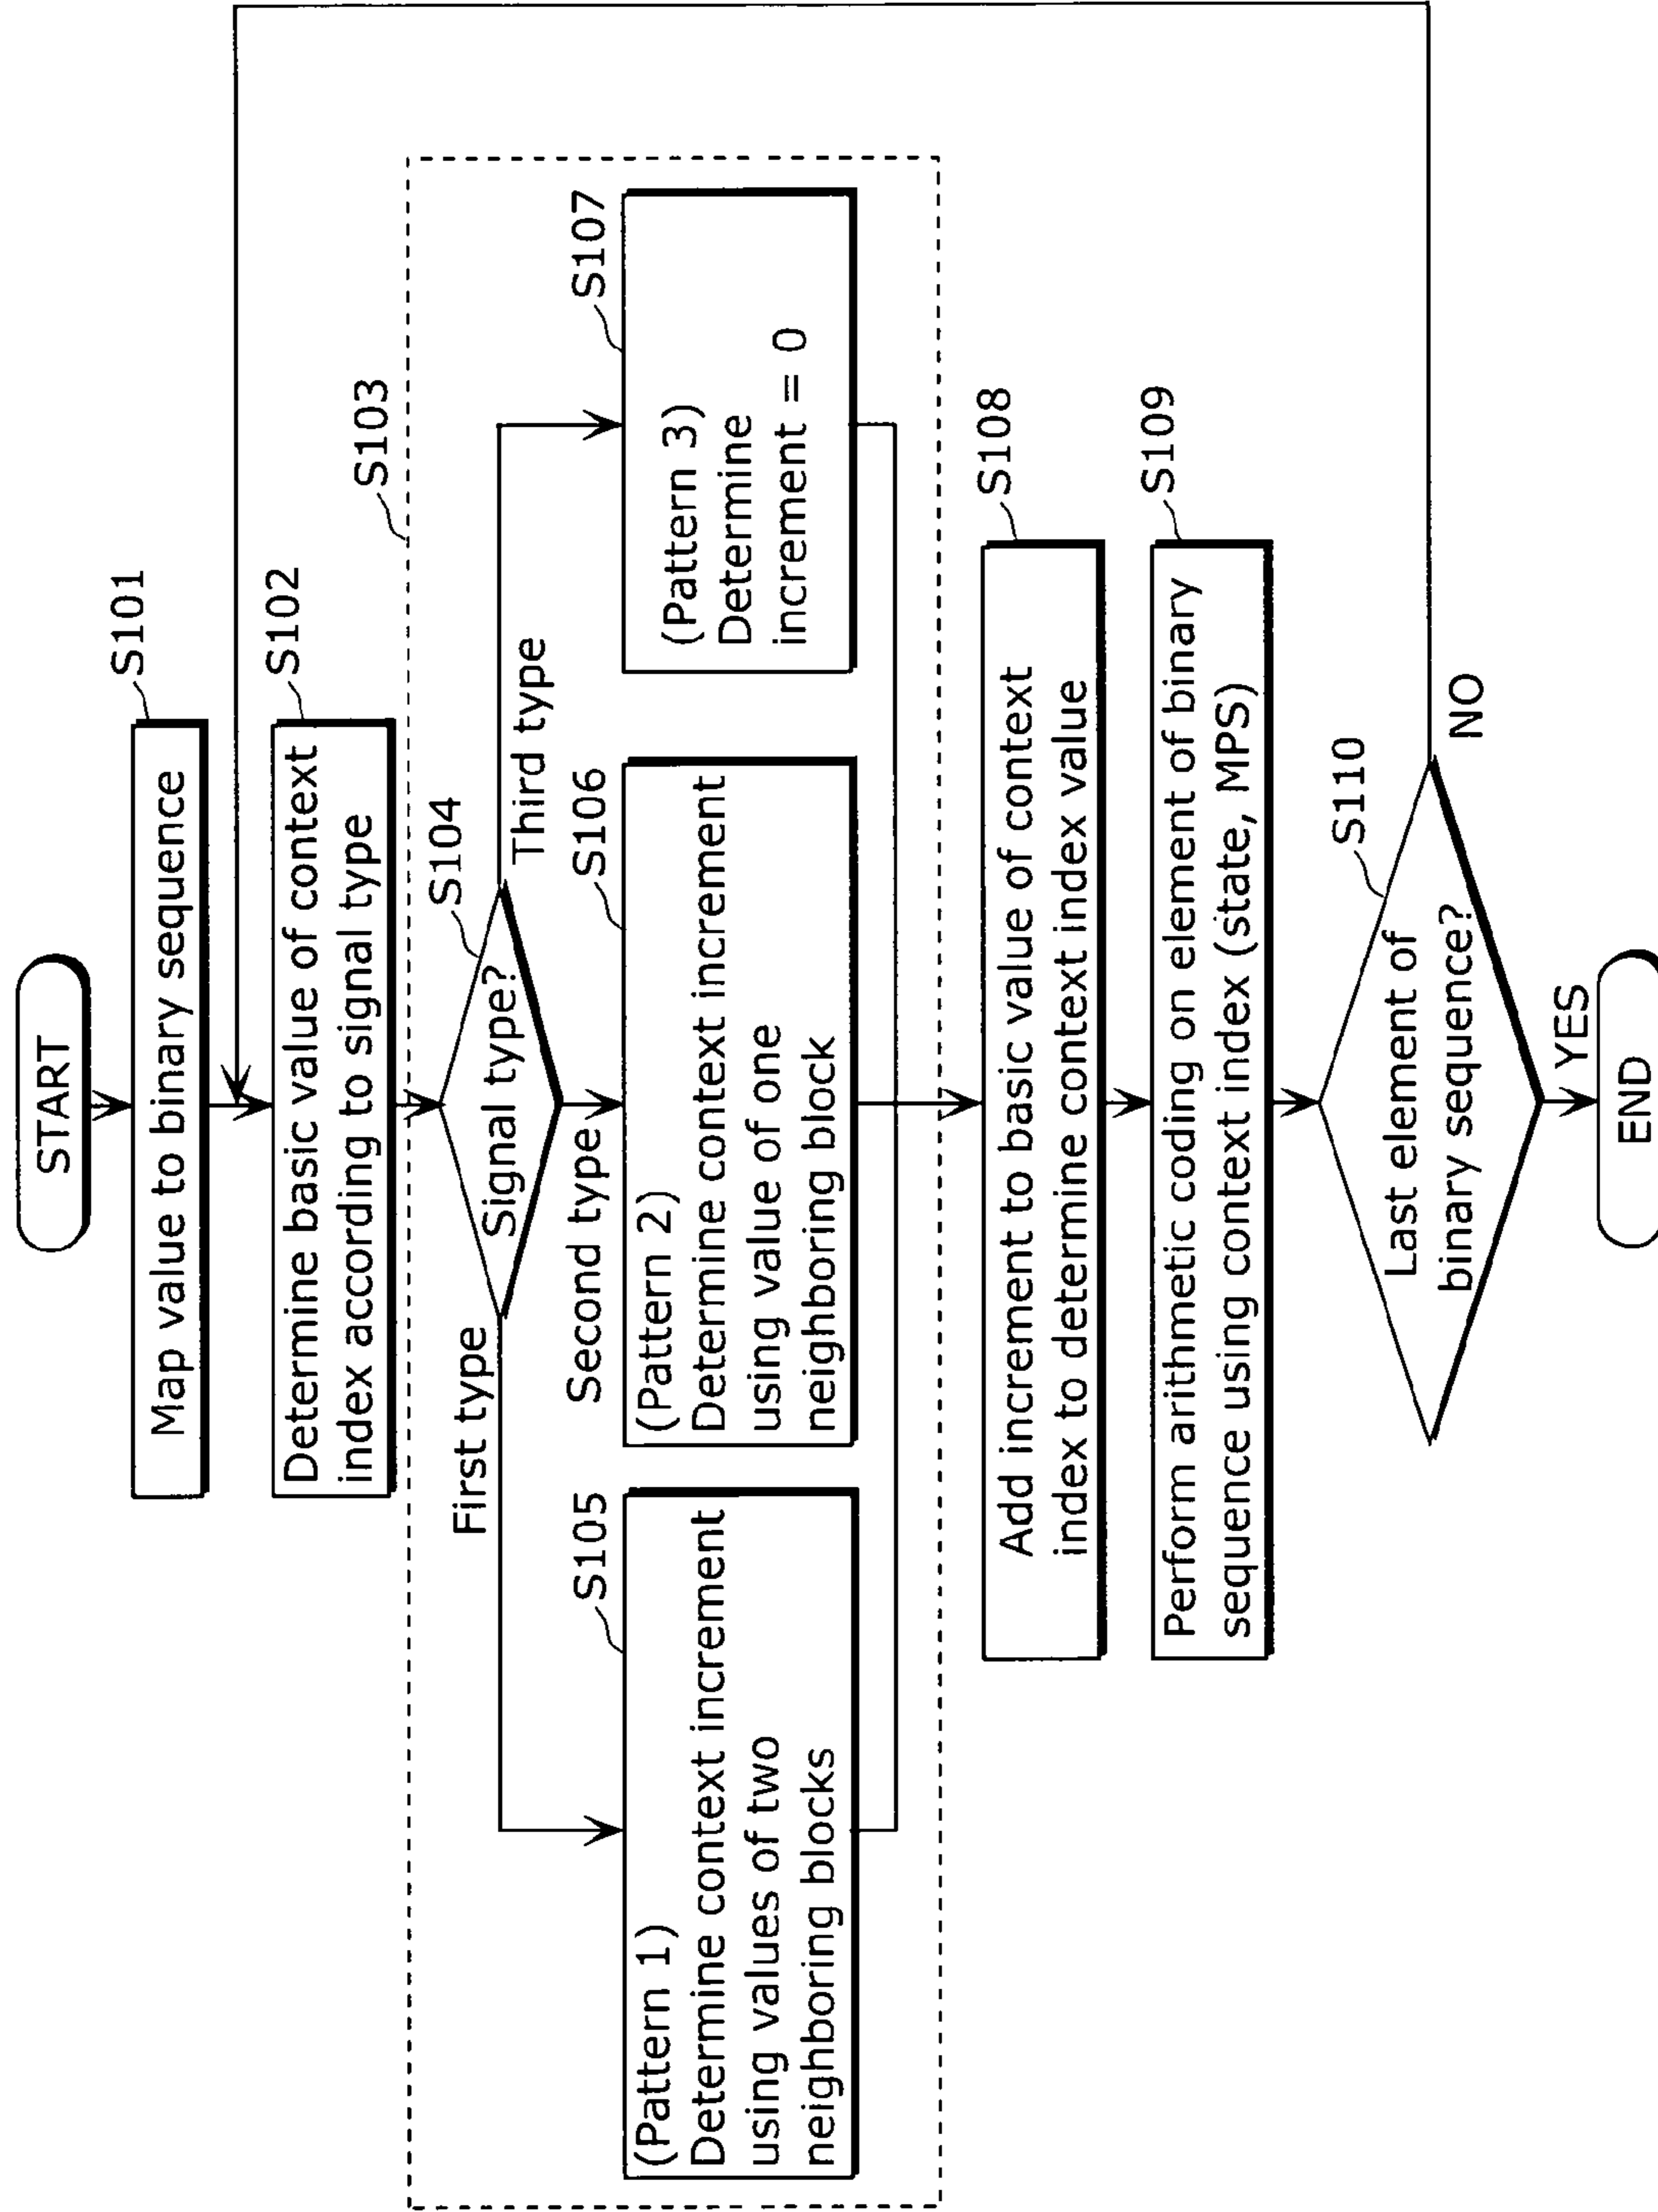 START
S101
Map value to binary sequence
S102
Determine basic value of context
index according to signal type
S103
S104
Signal type?
First type
Second type
Third type
S105
(Pattern 1)
Determine context increment
using values of two
neighboring blocks
S106
(Pattern 2)
Determine context increment
using value of one
neighboring block
S107
(Pattern 3)
Determine
increment = 0
S108
Add increment to basic value of context
index to determine context index value
S109
Perform arithmetic coding on element of binary
sequence using context index (state, MPS)
S110
Last element of
binary sequence?
NO
YES
END